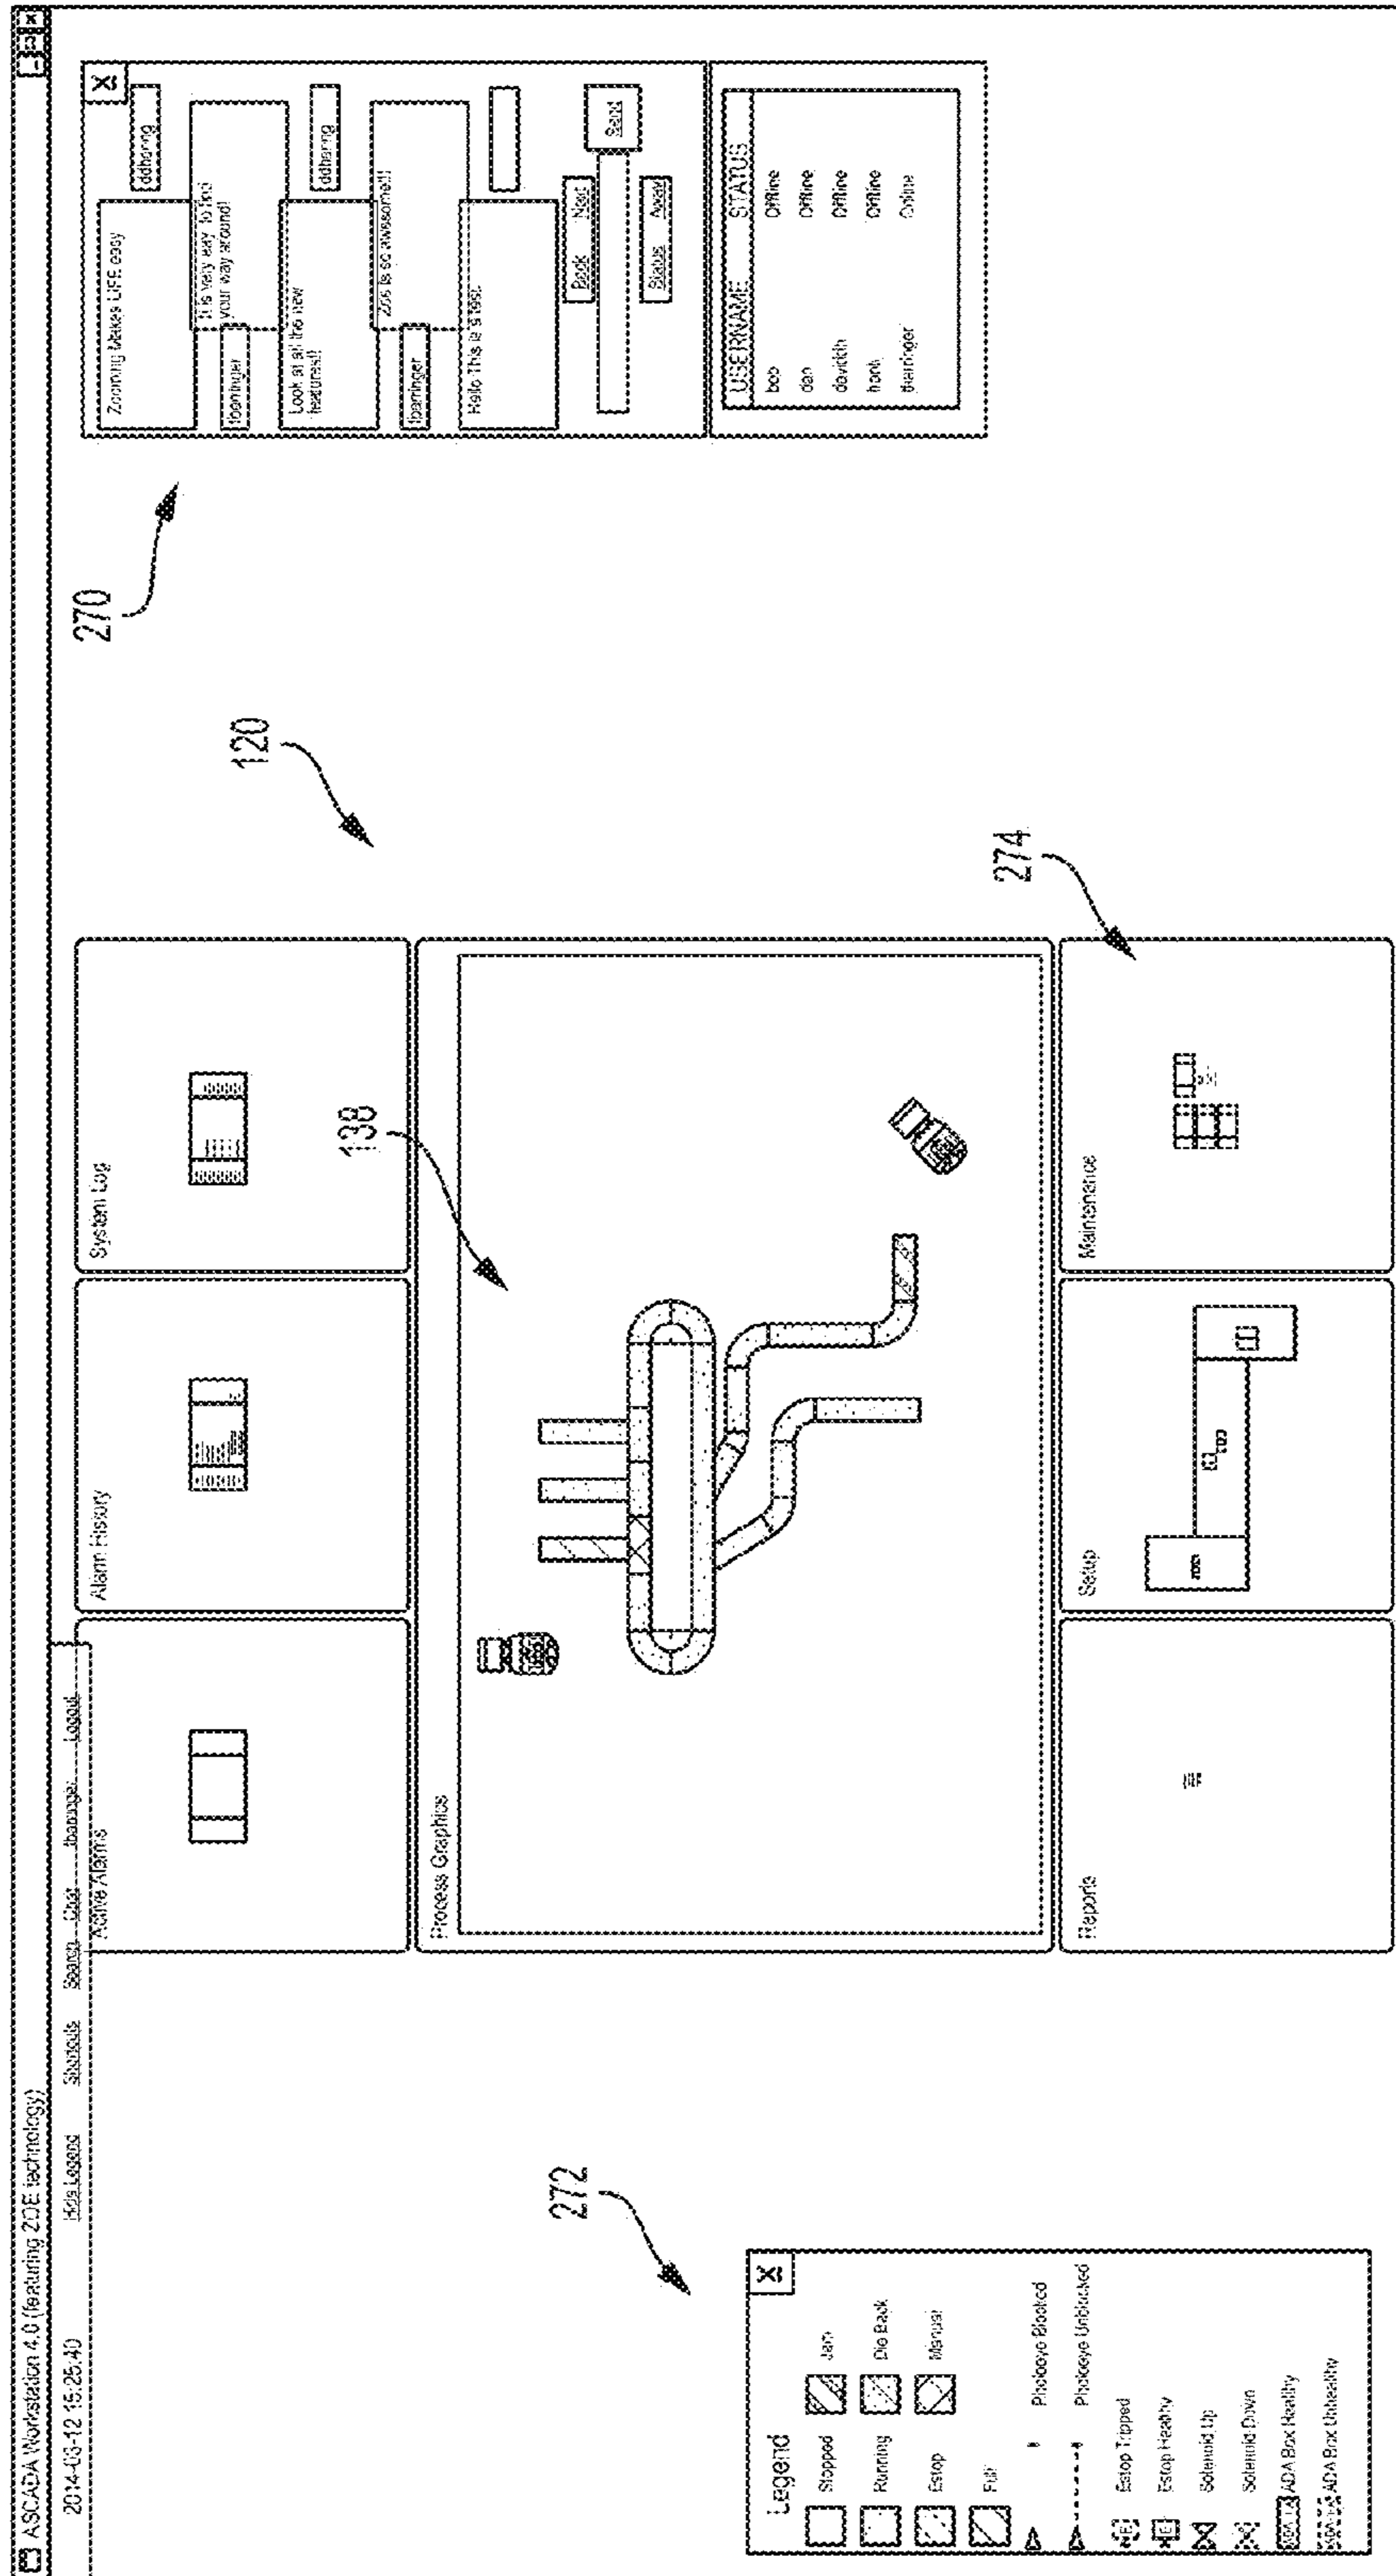 ASCADA Workstation 4.0 (featuring ZOE technology)
2014-03-12 15:25:40
Hide Legend
Shortcuts
Search
Chat
Logout
Active Alarms
Alarm History
System Log
Process Graphics
Reports
Setup
Maintenance
120
138
270
272
274
Zooming Makes LIFE easy
ddharing
It is very easy to find
your way around!
Look at all the new
features!!
ddharing
Zoe is so awesome!!
Hello This is a test.
Back
Next
Send
Status
Away
USERNAME STATUS
bob Offline
dan Offline
Offline
frank Offline
Online
X
Legend
X
Stopped
Jam
Running
Die Back
Estop
Manual
Full
Photoeye Blocked
Photoeye Unblocked
Estop Tripped
Estop Healthy
Solenoid Up
Solenoid Down
ADA Box Healthy
ADA Box Unhealthy